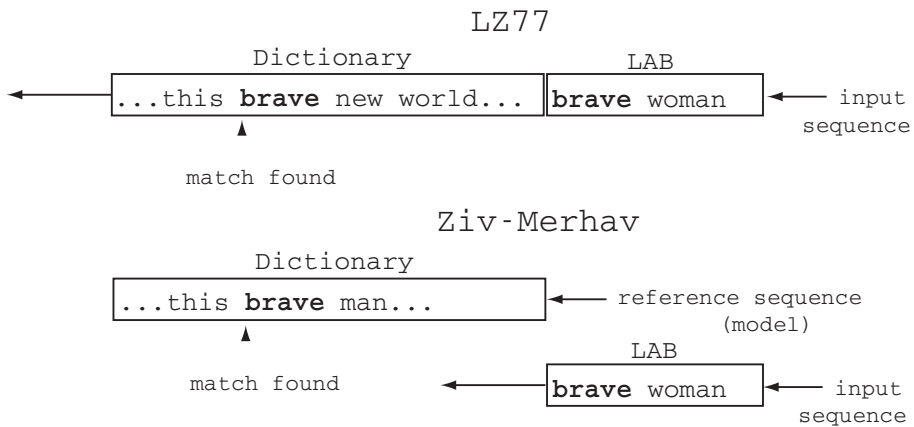 LZ77
Dictionary LAB
...this brave new world... brave woman input
sequence
match found
Ziv-Merhav
Dictionary
...this brave man... reference sequence
(model)
LAB
match found brave woman input
sequence